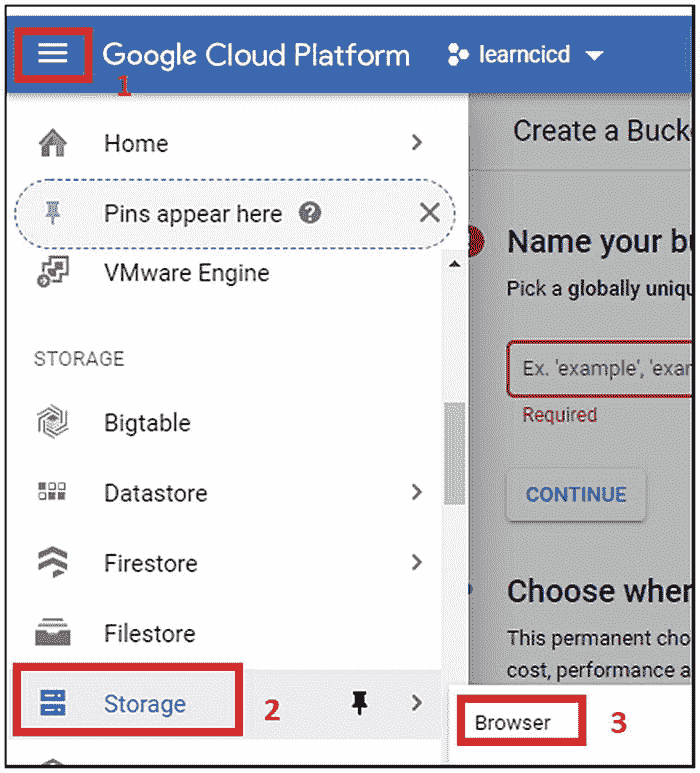 Google Cloud Platform
learncicd
1
Home
Create a Buck
Pins appear here
Name your bu
VMware Engine
Pick a globally uniqu
STORAGE
Ex. 'example', 'exam
Required
Bigtable
Datastore
CONTINUE
Firestore
Choose wher
Filestore
This permanent cho
cost, performance a
Storage
2
Browser
3